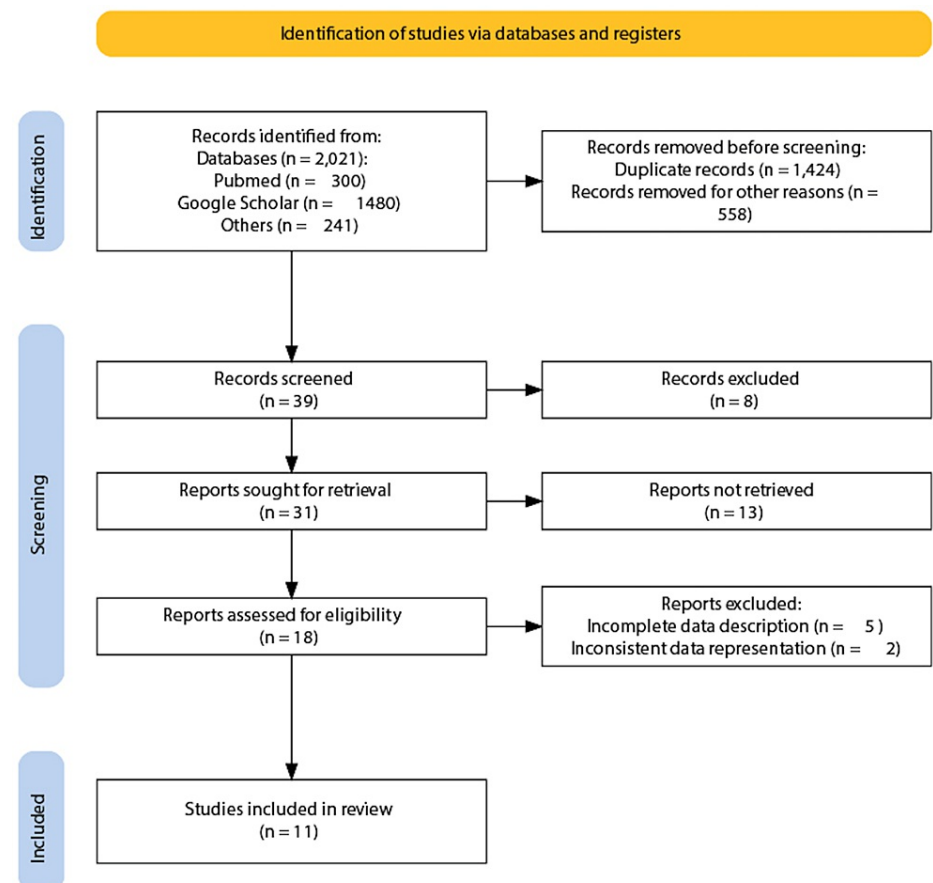 Identification of studies via databases and registers
Identification
Records identified from:
Databases (n = 2,021):
Pubmed (n = 300)
Google Scholar (n = 1480)
Others (n = 241)
Records removed before screening:
Duplicate records (n = 1,424)
Records removed for other reasons (n =
558)
Screening
Records screened
(n = 39)
Records excluded
(n = 8)
Reports sought for retrieval
(n = 31)
Reports not retrieved
(n = 13)
Reports assessed for eligibility
(n = 18)
Reports excluded:
Incomplete data description (n = 5 )
Inconsistent data representation (n = 2)
Included
Studies included in review
(n = 11)